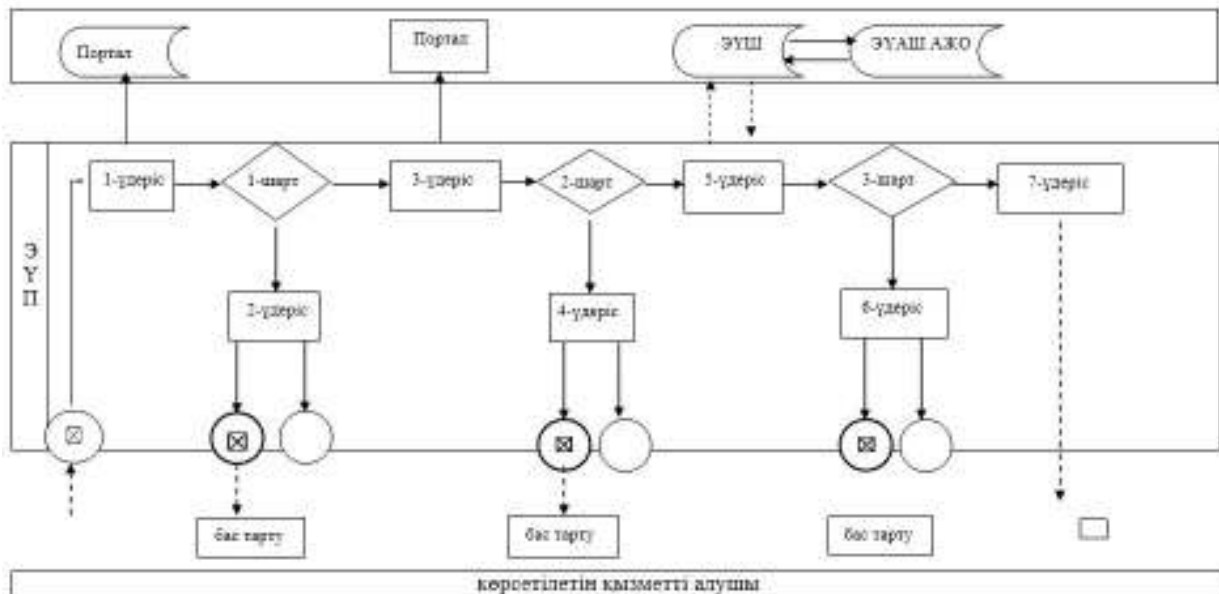 Портал
Портал
ЭҮШ
ЭҮАШ АЖО
ЭҮП
1-үдеріс
1-шарт
3-үдеріс
2-шарт
5-үдеріс
3-шарт
7-үдеріс
2-үдеріс
4-үдеріс
6-үдеріс
бас тарту
бас тарту
бас тарту
көрсетілетін қызметті алушы